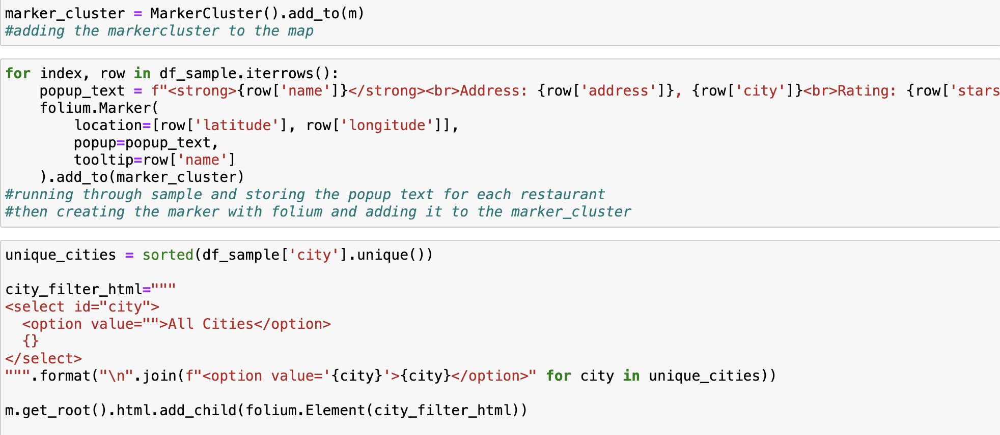 marker_cluster = MarkerCluster().add_to(m)
#adding the markercluster to the map
for index, row in df_sample.iterrows():
    popup_text = f"<strong>{row['name']}</strong><br>Address: {row['address']}, {row['city']}<br>Rating: {row['stars
    folium.Marker(
        location=[row['latitude'], row['longitude']],
        popup=popup_text,
        tooltip=row['name']
    ).add_to(marker_cluster)
#running through sample and storing the popup text for each restaurant
#then creating the marker with folium and adding it to the marker_cluster
unique_cities = sorted(df_sample['city'].unique())
city_filter_html="""
<select id="city">
  <option value="">All Cities</option>
  {}
</select>
""".format("\n".join(f"<option value='{city}'>{city}</option>" for city in unique_cities))
m.get_root().html.add_child(folium.Element(city_filter_html))